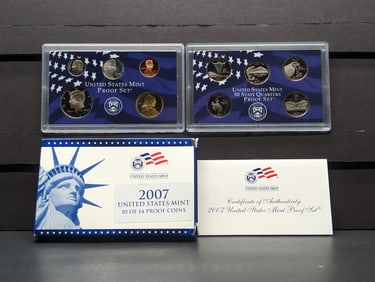 UNITED STATES MINT
PROOF SET
UNITED STATES MINT
50 STATE QUARTERS
PROOF SET
UNITED STATES MINT
2007
UNITED STATES MINT
10 OF 14 PROOF COINS
UNITED STATES MINT
Certificate of Authenticity
2007 United States Mint Proof Set